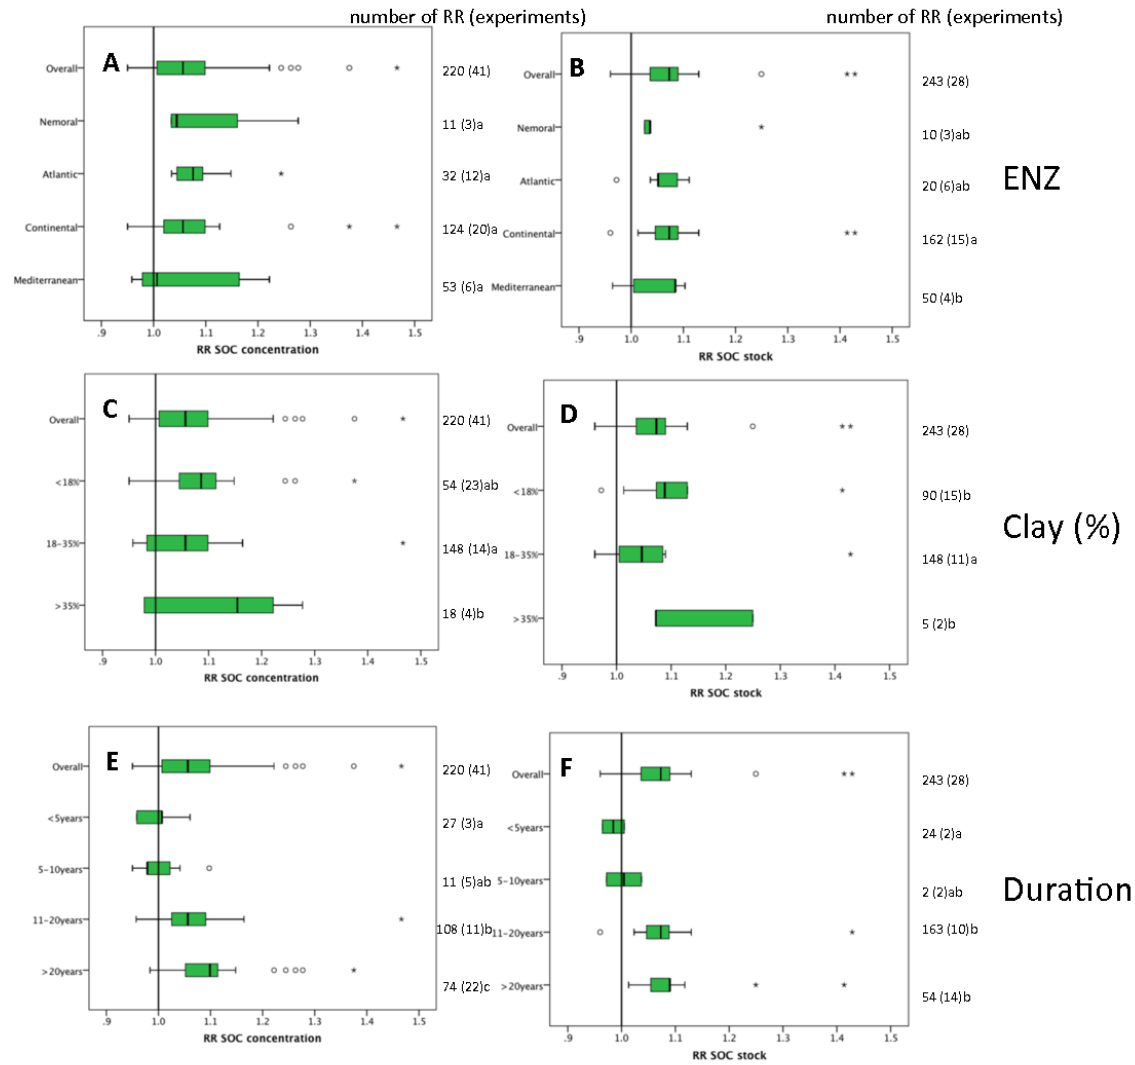 number of RR (experiments)
number of RR (experiments)
A
Overall
220 (41)
Nemoral
11 (3)a
Atlantic
32 (12)a
Continental
124 (20)a
Mediterranean
53 (6)a
.9 1.0 1.1 1.2 1.3 1.4 1.5
RR SOC concentration
B
Overall
243 (28)
Nemoral
10 (3)ab
Atlantic
20 (6)ab
Continental
162 (15)a
Mediterranean
50 (4)b
.9 1.0 1.1 1.2 1.3 1.4 1.5
RR SOC stock
ENZ
C
Overall
220 (41)
<18%
54 (23)ab
18-35%
148 (14)a
>35%
18 (4)b
.9 1.0 1.1 1.2 1.3 1.4 1.5
RR SOC concentration
D
Overall
243 (28)
<18%
90 (15)b
18-35%
148 (11)a
>35%
5 (2)b
.9 1.0 1.1 1.2 1.3 1.4 1.5
RR SOC stock
Clay (%)
E
Overall
220 (41)
<5years
27 (3)a
5-10years
11 (5)ab
11-20years
108 (11)b
>20years
74 (22)c
.9 1.0 1.1 1.2 1.3 1.4 1.5
RR SOC concentration
F
Overall
243 (28)
<5years
24 (2)a
5-10years
2 (2)ab
11-20years
163 (10)b
>20years
54 (14)b
.9 1.0 1.1 1.2 1.3 1.4 1.5
RR SOC stock
Duration